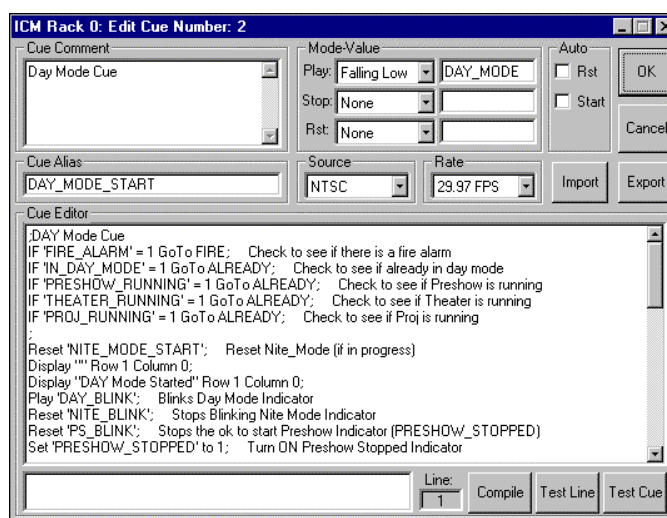 ICM Rack 0: Edit Cue Number: 2
Cue Comment
Day Mode Cue
Mode-Value
Play: Falling Low DAY_MODE
Stop: None
Rst: None
Auto
Rst
Start
OK
Cancel
Cue Alias
DAY_MODE_START
Source
NTSC
Rate
29.97 FPS
Import
Export
Cue Editor
;DAY Mode Cue
IF 'FIRE_ALARM' = 1 GoTo FIRE; Check to see if there is a fire alarm
IF 'IN_DAY_MODE' = 1 GoTo ALREADY; Check to see if already in day mode
IF 'PRESHOW_RUNNING' = 1 GoTo ALREADY; Check to see if Preshow is running
IF 'THEATER_RUNNING' = 1 GoTo ALREADY; Check to see if Theater is running
IF 'PROJ_RUNNING' = 1 GoTo ALREADY; Check to see if Proj is running
;
Reset 'NITE_MODE_START'; Reset Nite_Mode (if in progress)
Display "" Row 1 Column 0;
Display "DAY Mode Started" Row 1 Column 0;
Play 'DAY_BLINK'; Blinks Day Mode Indicator
Reset 'NITE_BLINK'; Stops Blinking Nite Mode Indicator
Reset 'PS_BLINK'; Stops the ok to start Preshow Indicator (PRESHOW_STOPPED)
Set 'PRESHOW_STOPPED' to 1; Turn ON Preshow Stopped Indicator
Line:
1
Compile
Test Line
Test Cue